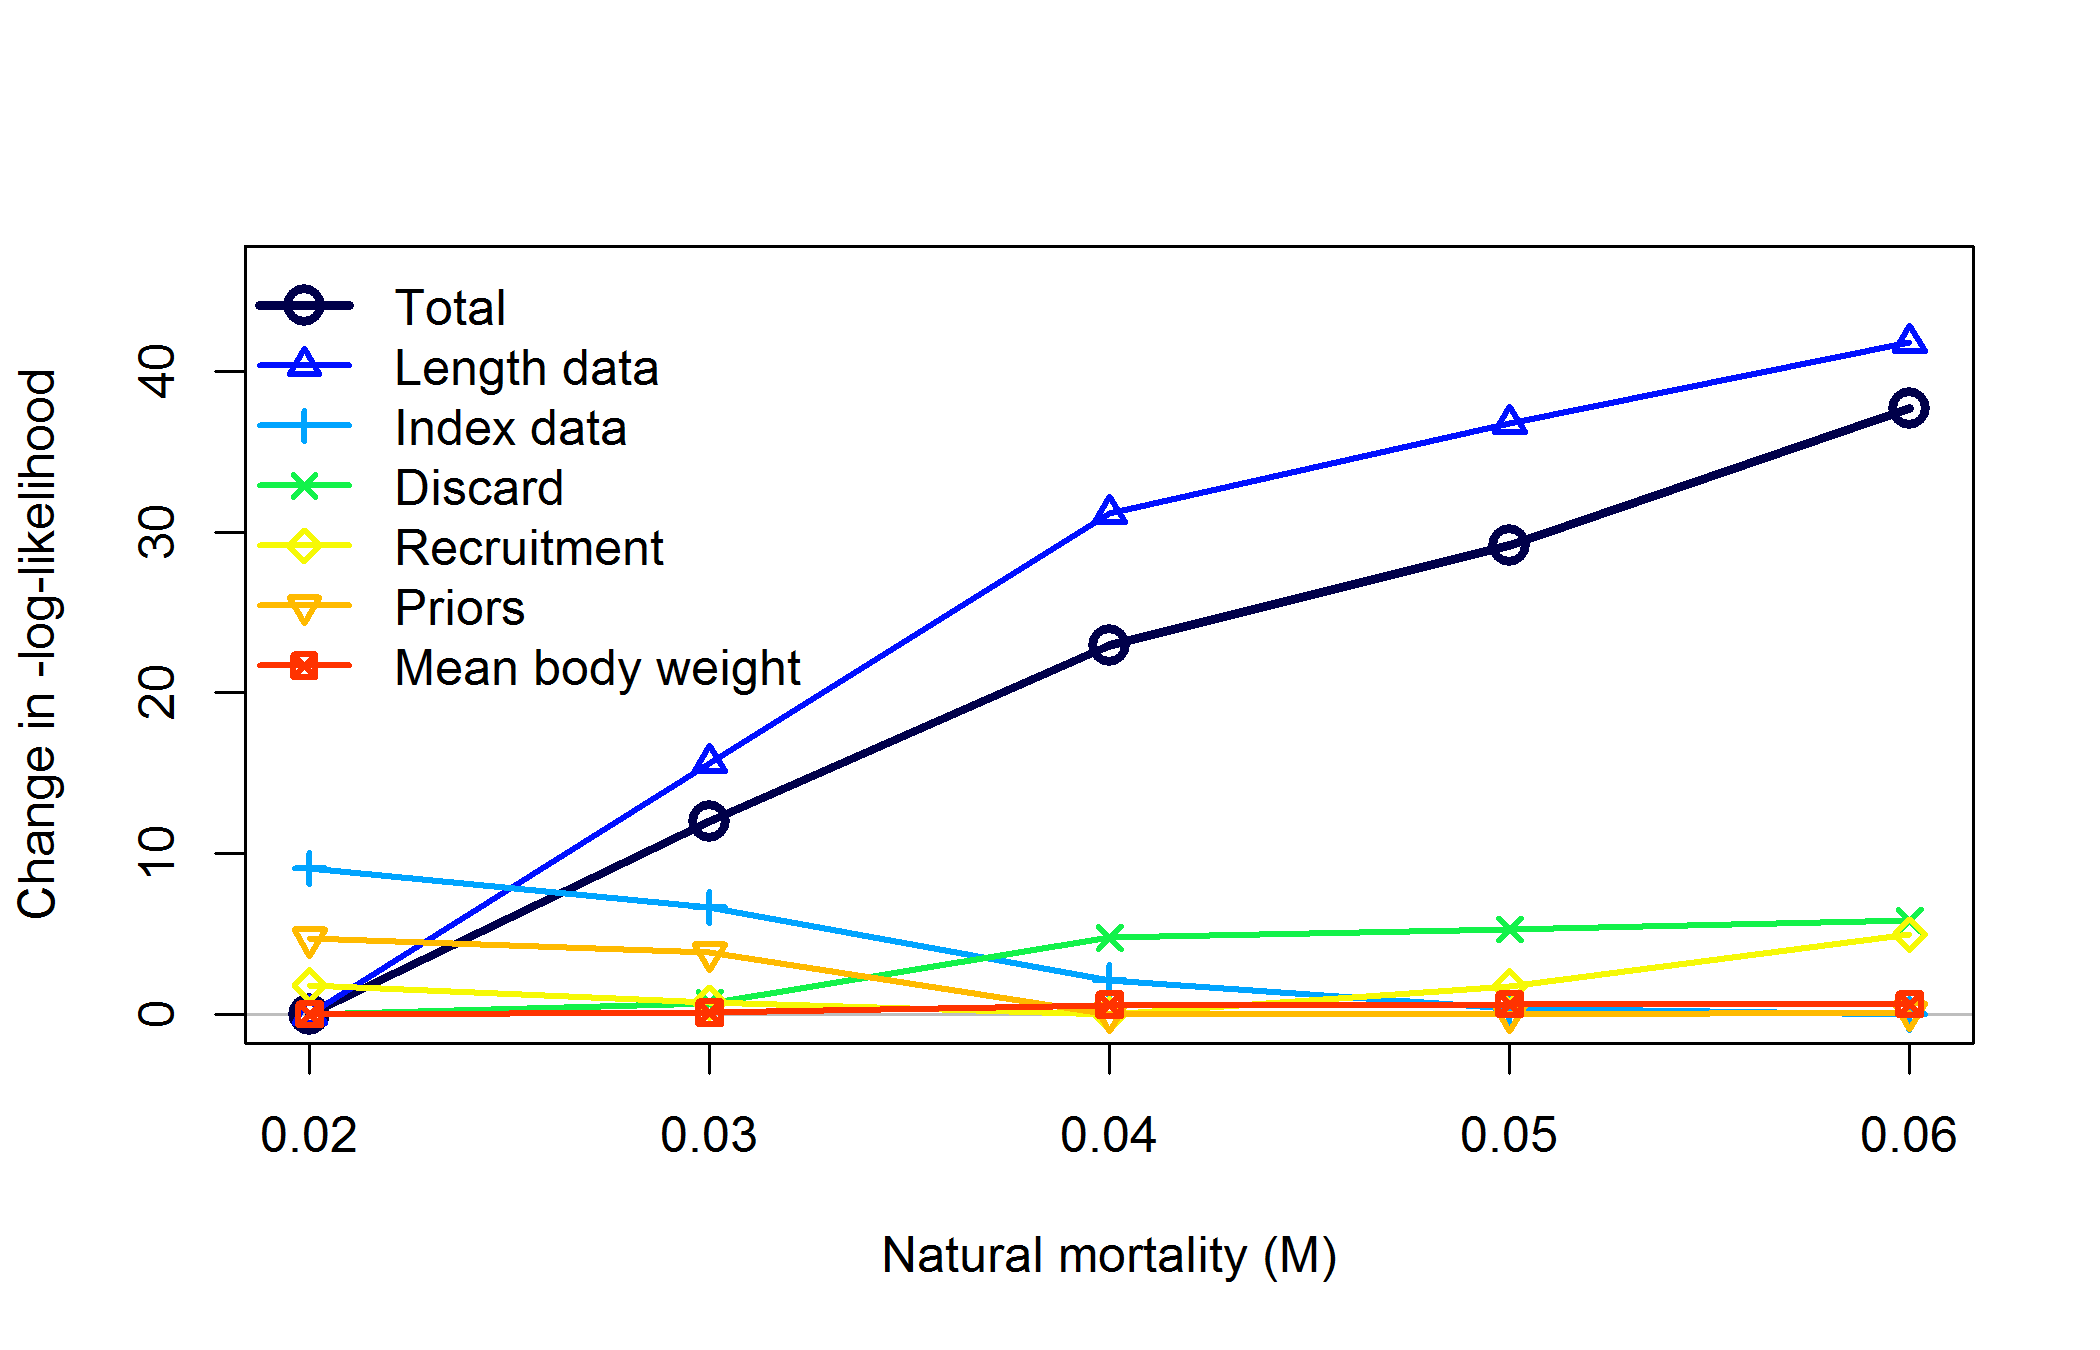 Total
Length data
Index data
Discard
Recruitment
Priors
Mean body weight
Change in -log-likelihood
40
30
20
10
0
0.02 0.03 0.04 0.05 0.06
Natural mortality (M)